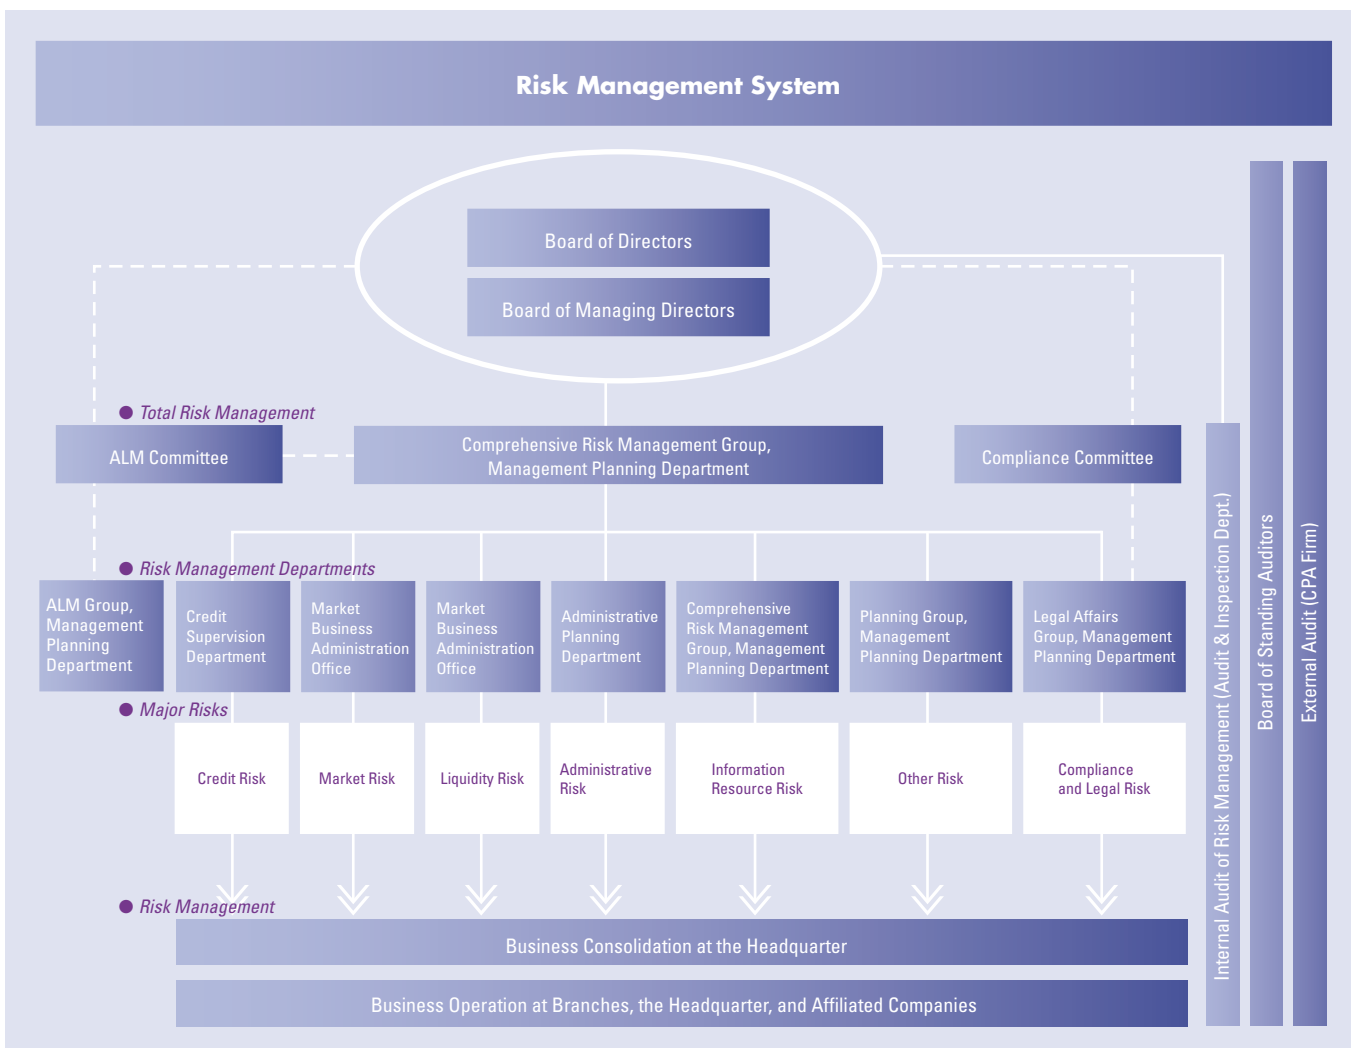 Risk Management System
Board of Directors
Board of Managing Directors
Total Risk Management
ALM Committee
Comprehensive Risk Management Group,
Management Planning Department
Compliance Committee
Risk Management Departments
ALM Group,
Management
Planning
Department
Credit
Supervision
Department
Market
Business
Administration
Office
Market
Business
Administration
Office
Administrative
Planning
Department
Comprehensive
Risk Management
Group, Management
Planning Department
Planning Group,
Management
Planning Department
Legal Affairs
Group, Management
Planning Department
Major Risks
Credit Risk
Market Risk
Liquidity Risk
Administrative
Risk
Information
Resource Risk
Other Risk
Compliance
and Legal Risk
Risk Management
Business Consolidation at the Headquarter
Business Operation at Branches, the Headquarter, and Affiliated Companies
Internal Audit of Risk Management (Audit & Inspection Dept.)
Board of Standing Auditors
External Audit (CPA Firm)